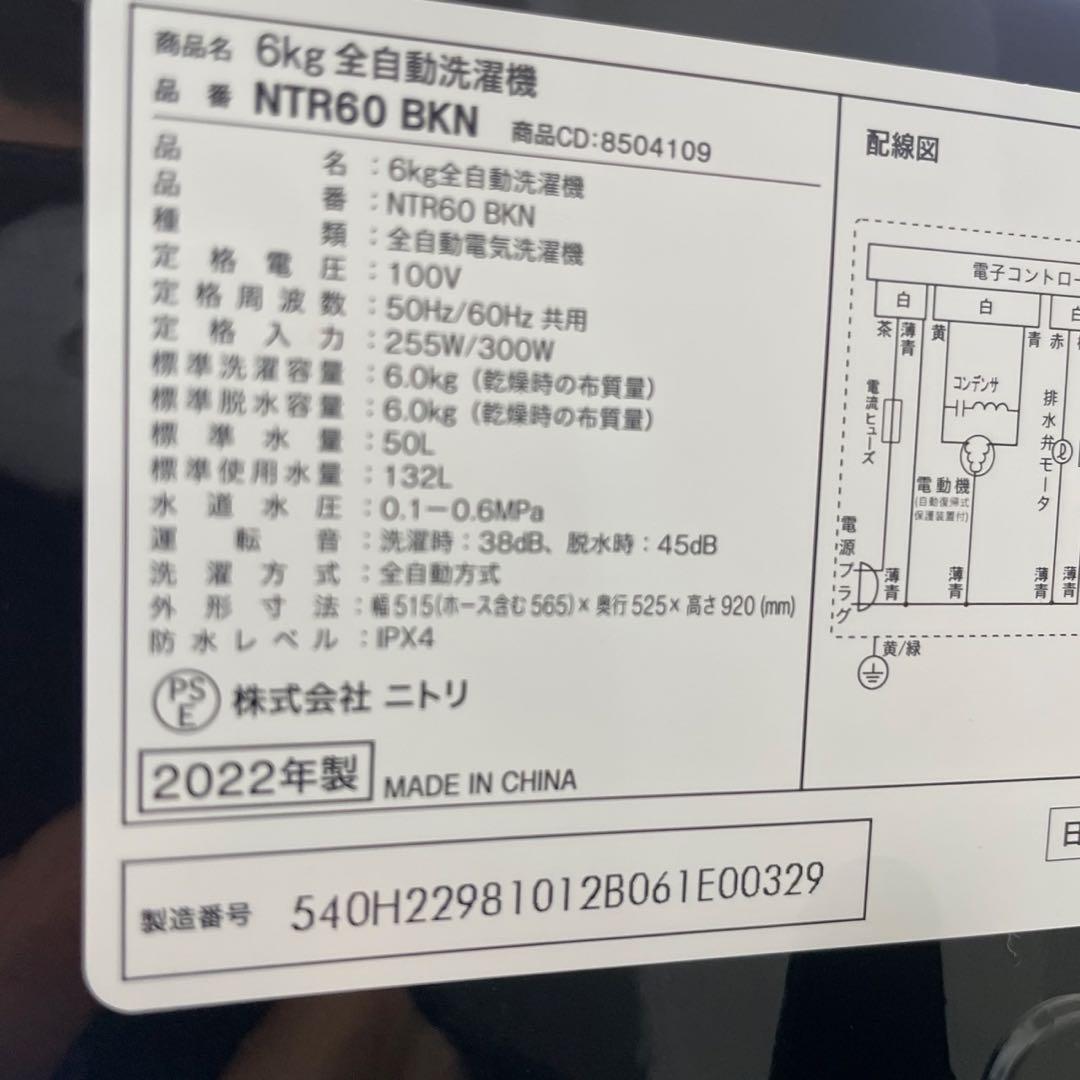 商品名 6kg 全自動洗濯機
品番 NTR60 BKN 商品CD:8504109
品名:6kg全自動洗濯機
品番:NTR60 BKN
種類:全自動電気洗濯機
定格電圧:100V
定格周波数:50Hz/60Hz 共用
定格入力:255W/300W
標準洗濯容量:6.0kg(乾燥時の布質量)
標準脱水容量:6.0kg(乾燥時の布質量)
標準水量:50L
標準使用水量:132L
水道水圧:0.1-0.6MPa
運転音:洗濯時:38dB、脱水時:45dB
洗濯方式:全自動方式
外形寸法:幅515(ホース含む565)×奥行525×高さ920(mm)
防水レベル:IPX4
PSE 株式会社 ニトリ
2022年製 MADE IN CHINA
製造番号 540H22981012B061E00329
配線図
電子コントロー
白 白 白
茶 薄青 黄 青 赤
電流ヒューズ
コンデンサ
排水弁モータ
電動機
(自動復帰式
保護装置付)
電源プラグ
薄青 薄青 薄青 薄青
黄/緑